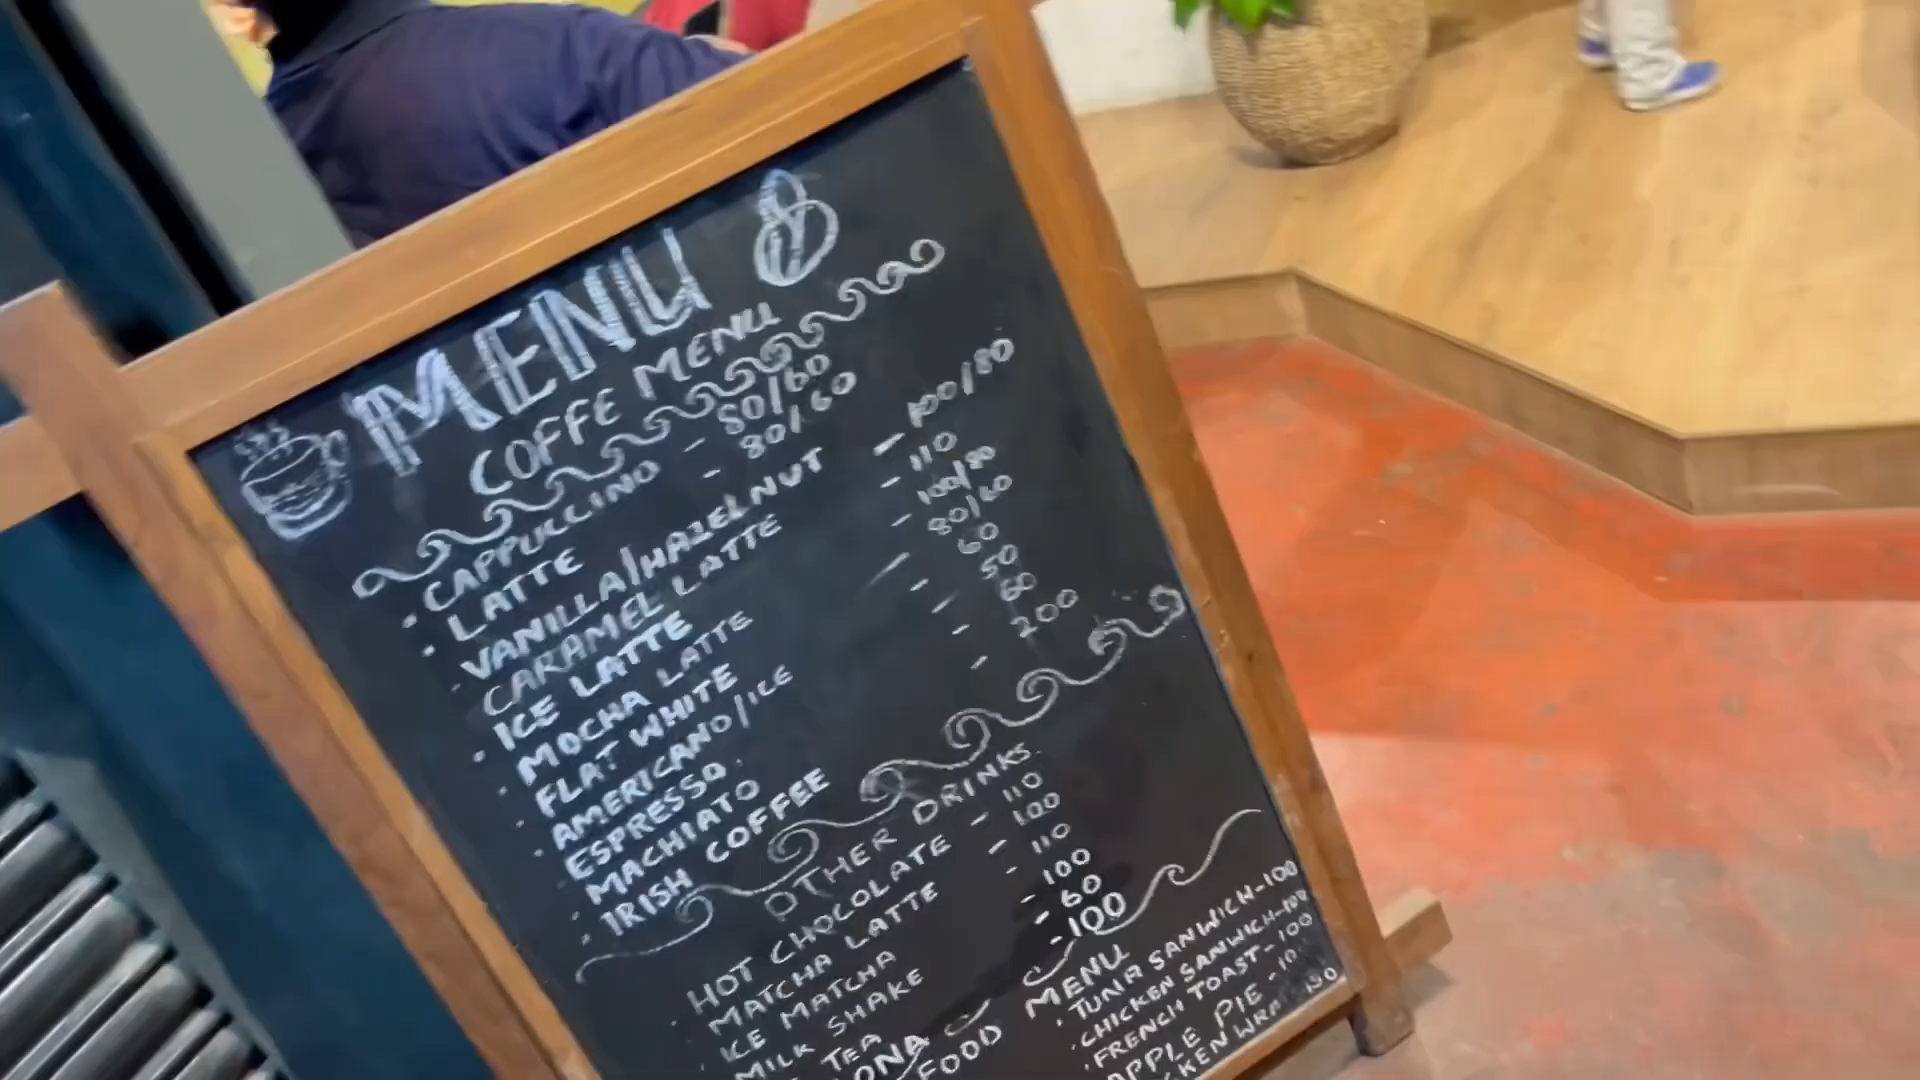 MENU
COFFE MENU
CAPPUCCINO - 80/60
LATTE - 80/60
VANILLA/HAZELNUT
CARAMEL LATTE - 100/80
ICE LATTE - 110
MOCHA LATTE - 100/80
FLAT WHITE - 80/60
AMERICANO/ICE - 60
ESPRESSO. - 50
MACHIATO - 60
IRISH COFFEE - 200
OTHER DRINKS.
HOT CHOCOLATE - 110
MATCHA LATTE - 100
ICE MATCHA - 110
MILK SHAKE - 100
TEA - 60
- 100
FOOD MENU
TUNA SANWICH-100
CHICKEN SANWICH-100
FRENCH TOAST-100
APPLE PIE